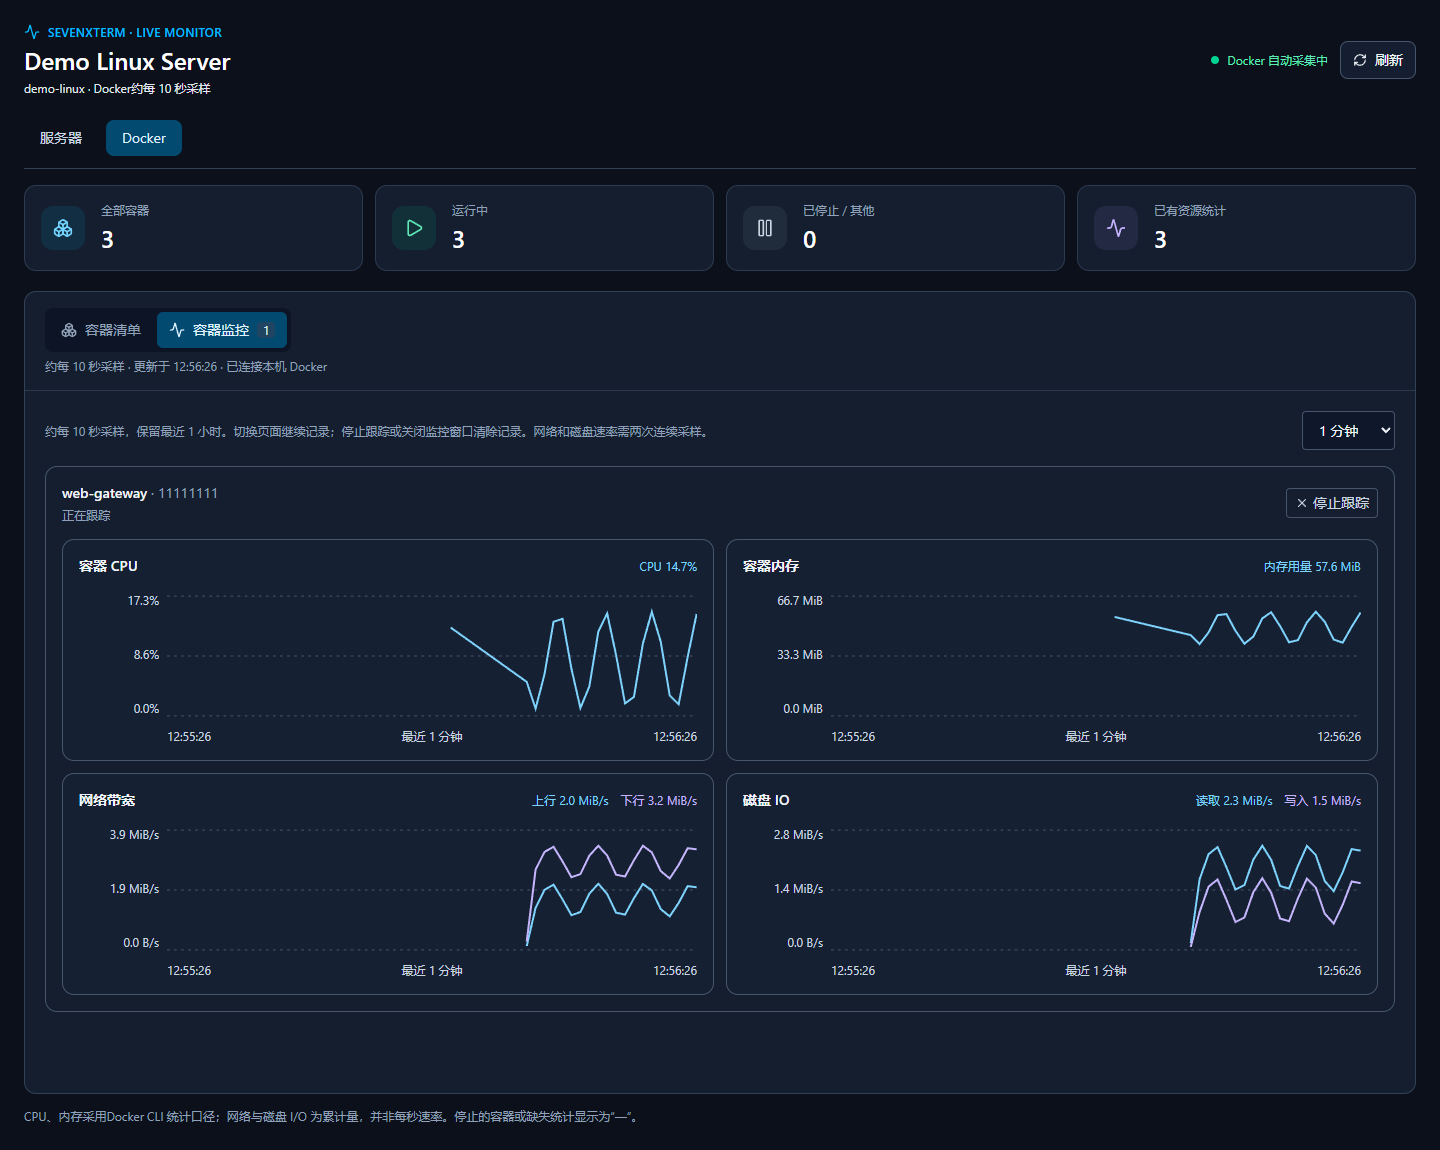 SEVENXTERM · LIVE MONITOR
Demo Linux Server
demo-linux · Docker约每 10 秒采样
Docker 自动采集中
刷新
服务器
Docker
全部容器
3
运行中
3
已停止 / 其他
0
已有资源统计
3
容器清单
容器监控 1
约每 10 秒采样 · 更新于 12:56:26 · 已连接本机 Docker
约每 10 秒采样，保留最近 1 小时。切换页面继续记录；停止跟踪或关闭监控窗口清除记录。网络和磁盘速率需两次连续采样。
1 分钟
web-gateway · 11111111
正在跟踪
停止跟踪
容器 CPU
CPU 14.7%
17.3%
8.6%
0.0%
12:55:26
最近 1 分钟
12:56:26
容器内存
内存用量 57.6 MiB
66.7 MiB
33.3 MiB
0.0 MiB
12:55:26
最近 1 分钟
12:56:26
网络带宽
上行 2.0 MiB/s
下行 3.2 MiB/s
3.9 MiB/s
1.9 MiB/s
0.0 B/s
12:55:26
最近 1 分钟
12:56:26
磁盘 IO
读取 2.3 MiB/s
写入 1.5 MiB/s
2.8 MiB/s
1.4 MiB/s
0.0 B/s
12:55:26
最近 1 分钟
12:56:26
CPU、内存采用Docker CLI 统计口径；网络与磁盘 I/O 为累计量，并非每秒速率。停止的容器或缺失统计显示为“—”。